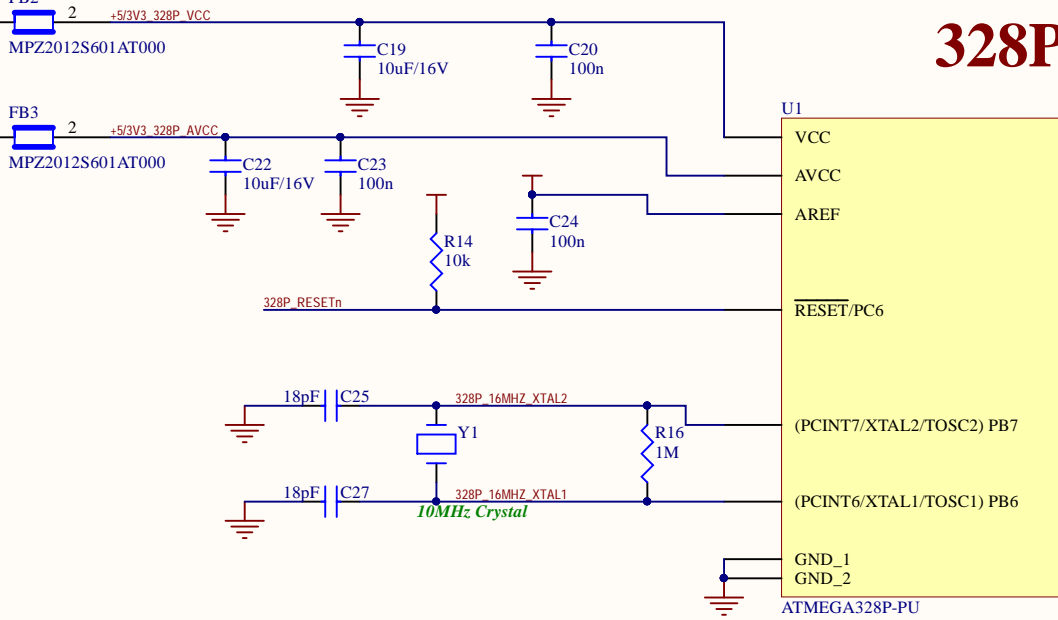 2
+5/3V3_328P_VCC
MPZ2012S601AT000
C19
10uF/16V
C20
100n
328P
FB3
2
+5/3V3_328P_AVCC
MPZ2012S601AT000
C22
10uF/16V
C23
100n
U1
VCC
AVCC
AREF
C24
100n
R14
10k
328P_RESETn
RESET/PC6
18pF
C25
328P_16MHZ_XTAL2
Y1
R16
1M
(PCINT7/XTAL2/TOSC2) PB7
18pF
C27
328P_16MHZ_XTAL1
10MHz Crystal
(PCINT6/XTAL1/TOSC1) PB6
GND_1
GND_2
ATMEGA328P-PU